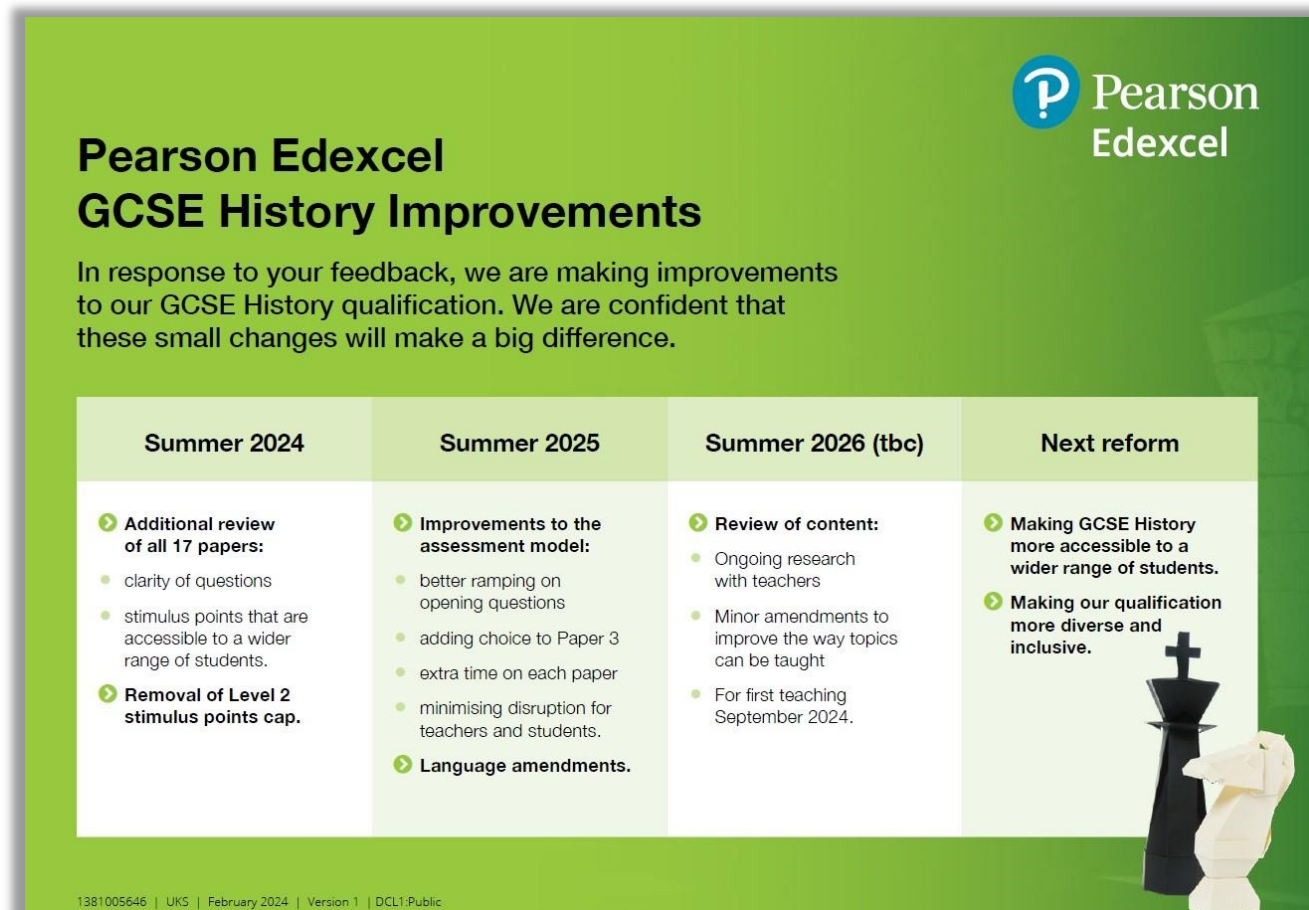 Pearson
Edexcel
Pearson Edexcel
GCSE History Improvements
In response to your feedback, we are making improvements
to our GCSE History qualification. We are confident that
these small changes will make a big difference.
Summer 2024
Additional review
of all 17 papers:
clarity of questions
stimulus points that are
accessible to a wider
range of students.
Removal of Level 2
stimulus points cap.
Summer 2025
Improvements to the
assessment model:
better ramping on
opening questions
adding choice to Paper 3
extra time on each paper
minimising disruption for
teachers and students.
Language amendments.
Summer 2026 (tbc)
Review of content:
Ongoing research
with teachers
Minor amendments to
improve the way topics
can be taught
For first teaching
September 2024.
Next reform
Making GCSE History
more accessible to a
wider range of students.
Making our qualification
more diverse and
inclusive.
1381005646 | UKS | February 2024 | Version 1 | DCL1:Public